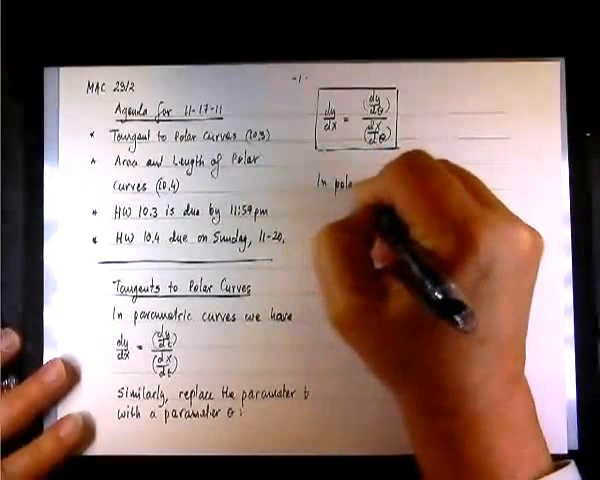 MAC 2312
-1-
Agenda for 11-17-11
* Tangent to Polar Curves (10.3)
* Area and Length of Polar
Curves (10.4)
* HW 10.3 is due by 11:59pm
* HW 10.4 due on Sunday, 11-20.
Tangents to Polar Curves
In parametric curves we have
dy/dx = (dy/dt)/(dx/dt)
Similarly, replace the parameter t
with a parameter θ:
dy/dx = (dy/dθ)/(dx/dθ)
In pola